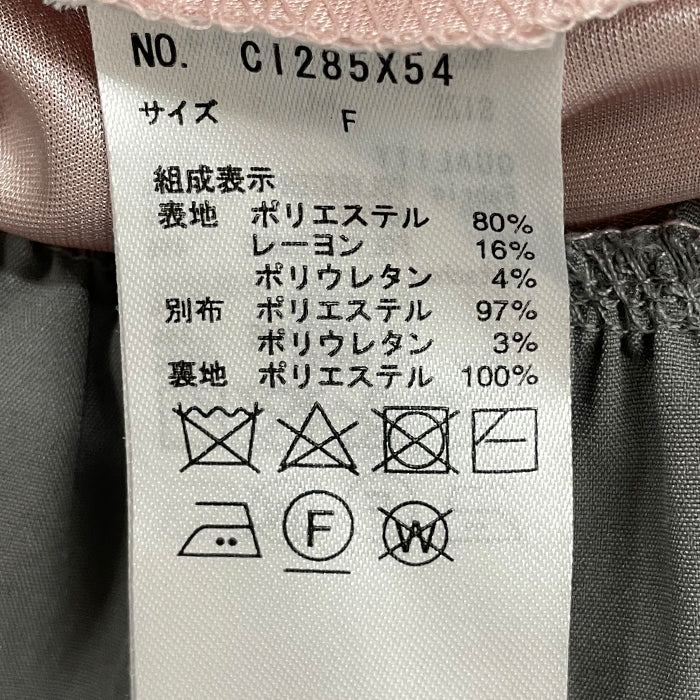 NO. CI285X54
サイズ F
組成表示
表地 ポリエステル 80%
レーヨン 16%
ポリウレタン 4%
別布 ポリエステル 97%
ポリウレタン 3%
裏地 ポリエステル 100%
F W